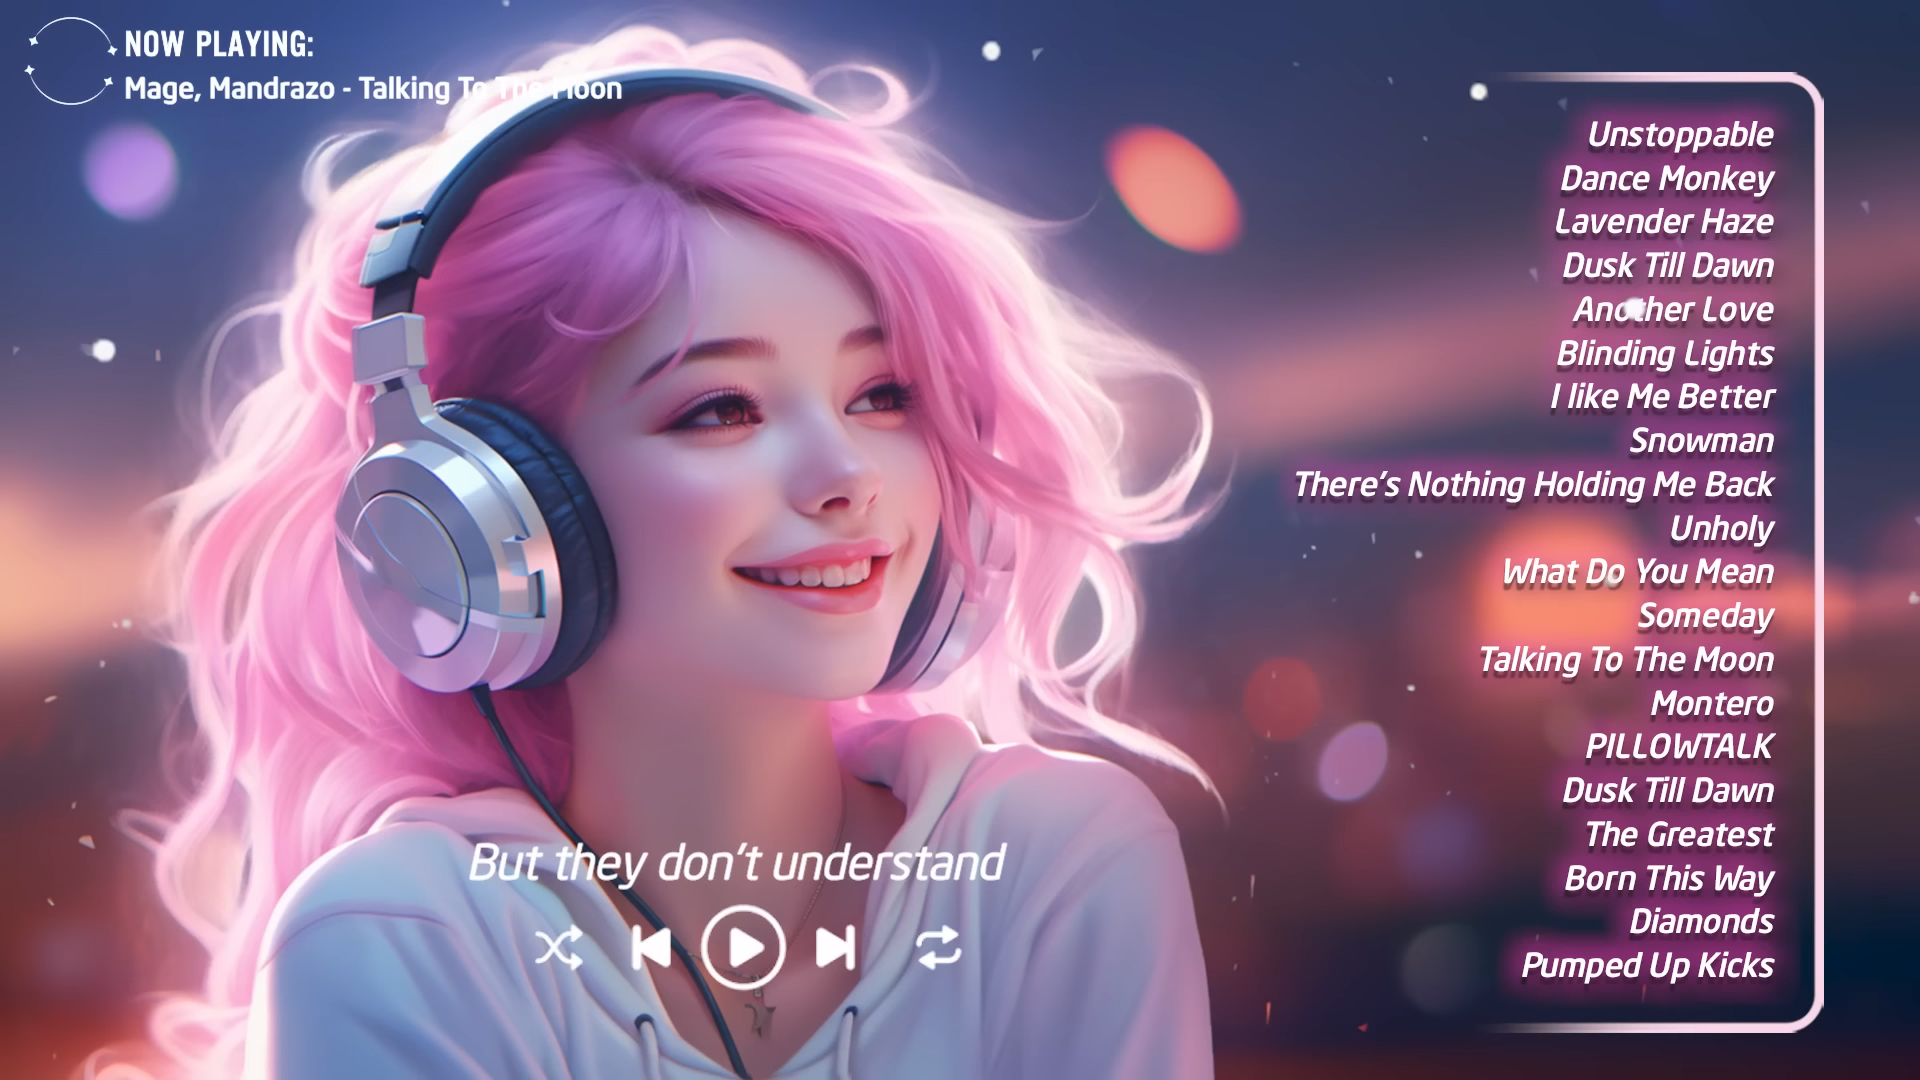 NOW PLAYING:
Mage, Mandrazo - Talking To The Moon
Unstoppable
Dance Monkey
Lavender Haze
Dusk Till Dawn
Another Love
Blinding Lights
I like Me Better
Snowman
There's Nothing Holding Me Back
Unholy
What Do You Mean
Someday
Talking To The Moon
Montero
PILLOWTALK
Dusk Till Dawn
The Greatest
Born This Way
Diamonds
Pumped Up Kicks
But they don't understand